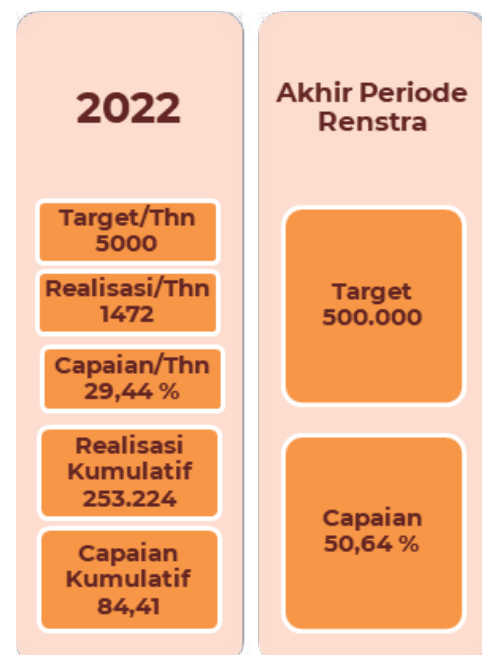 2022
Target/Thn
5000
Realisasi/Thn
1472
Capaian/Thn
29,44 %
Realisasi
Kumulatif
253.224
Capaian
Kumulatif
84,41
Akhir Periode
Renstra
Target
500.000
Capaian
50,64 %